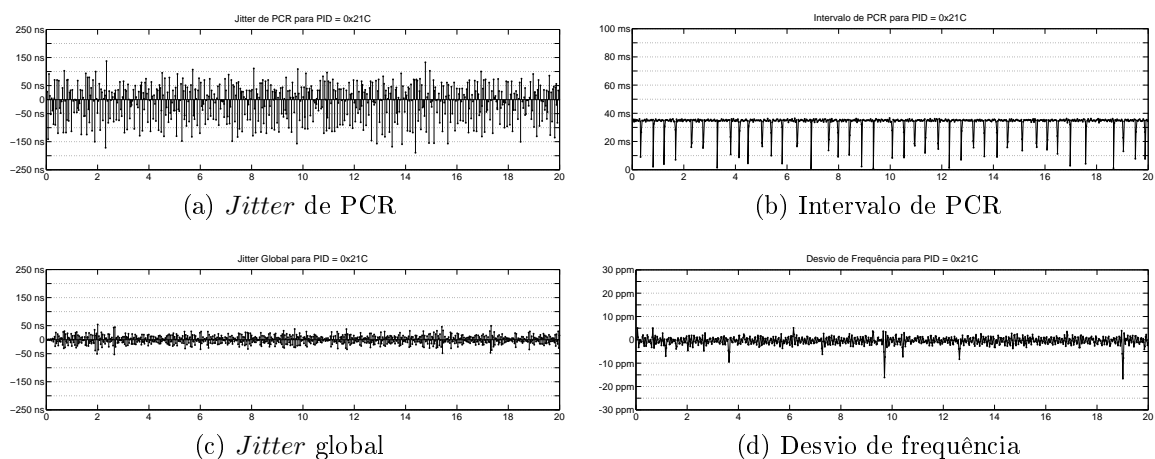 Jitter de PCR para PID = 0x21C
250 ns
150 ns
50 ns
0
−50 ns
−150 ns
−250 ns
0 2 4 6 8 10 12 14 16 18 20
(a) Jitter de PCR
Intervalo de PCR para PID = 0x21C
100 ms
80 ms
60 ms
40 ms
20 ms
0
0 2 4 6 8 10 12 14 16 18 20
(b) Intervalo de PCR
Jitter Global para PID = 0x21C
250 ns
150 ns
50 ns
0
−50 ns
−150 ns
−250 ns
0 2 4 6 8 10 12 14 16 18 20
(c) Jitter global
Desvio de Frequência para PID = 0x21C
30 ppm
20 ppm
10 ppm
0
-10 ppm
-20 ppm
-30 ppm
0 2 4 6 8 10 12 14 16 18 20
(d) Desvio de frequência